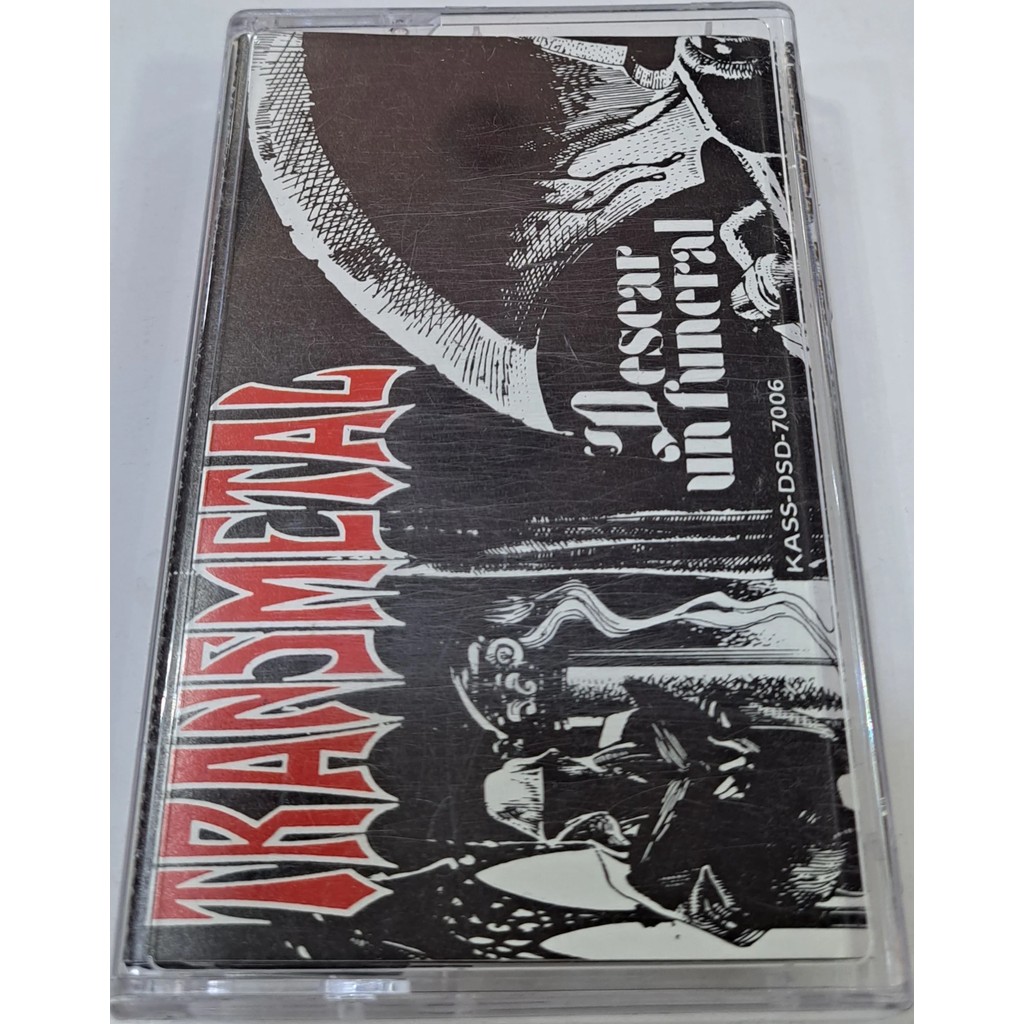 TRANSMETAL
Desear
un funeral
KASS-DSD-7006